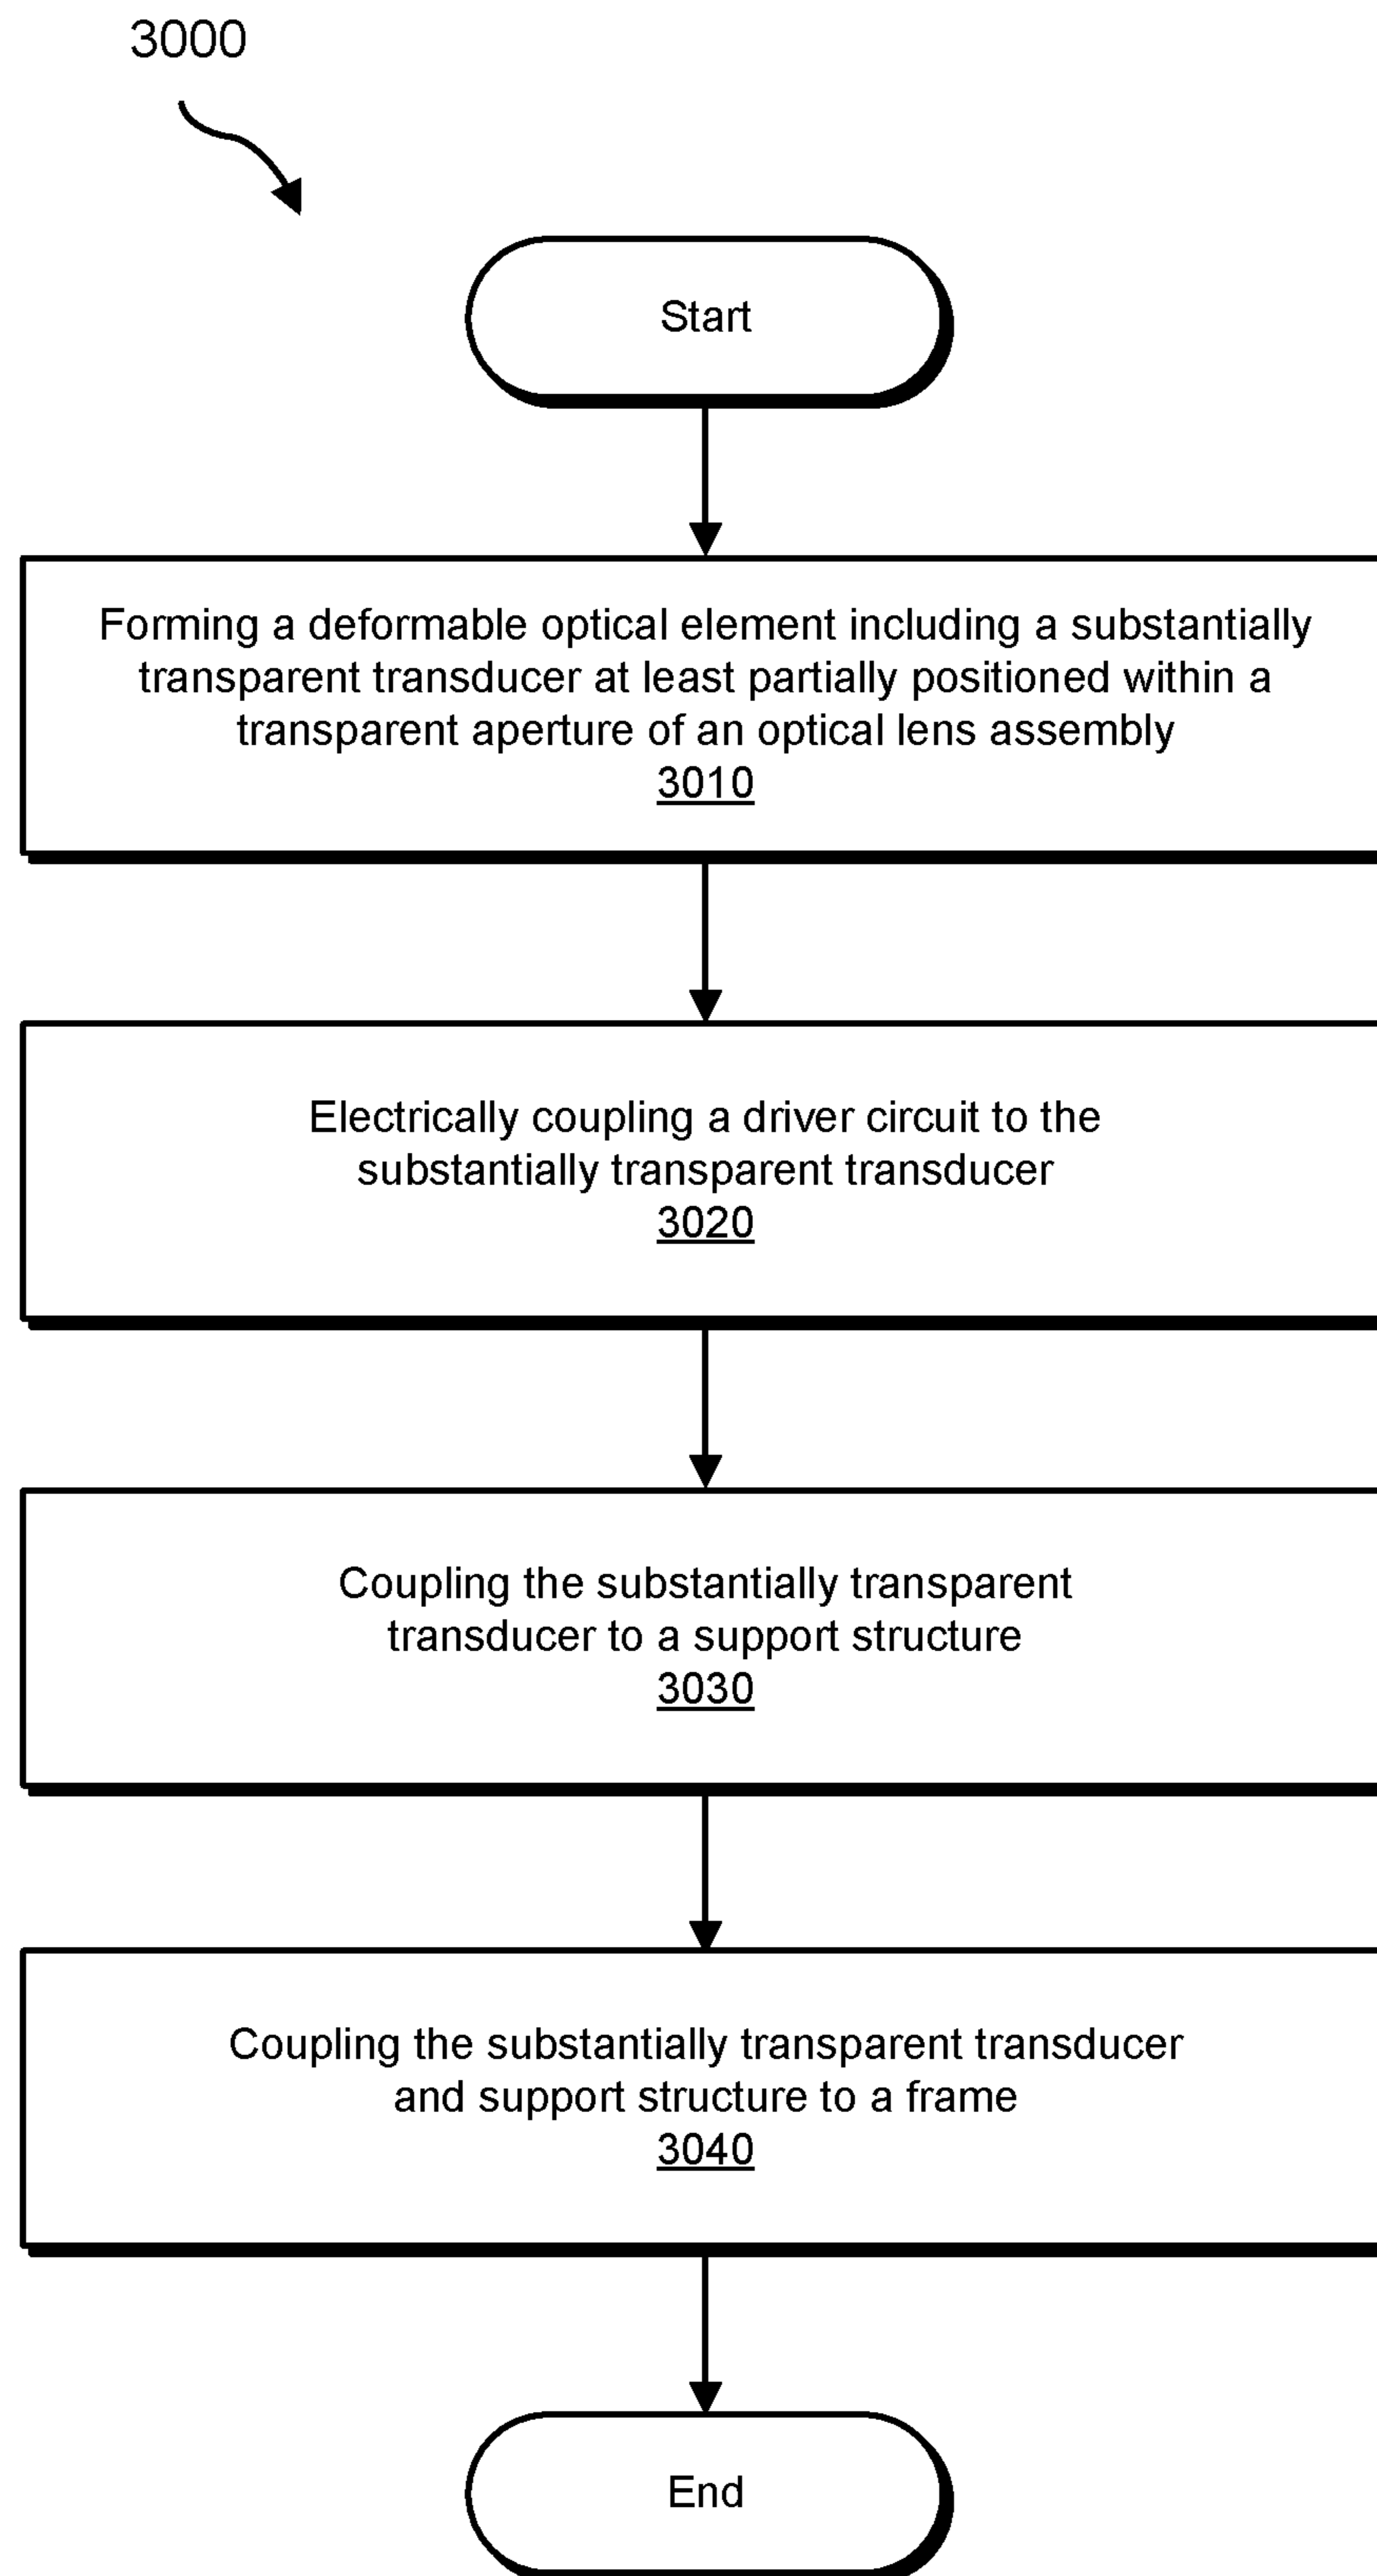 3000
Start
Forming a deformable optical element including a substantially
transparent transducer at least partially positioned within a
transparent aperture of an optical lens assembly
3010
Electrically coupling a driver circuit to the
substantially transparent transducer
3020
Coupling the substantially transparent
transducer to a support structure
3030
Coupling the substantially transparent transducer
and support structure to a frame
3040
End